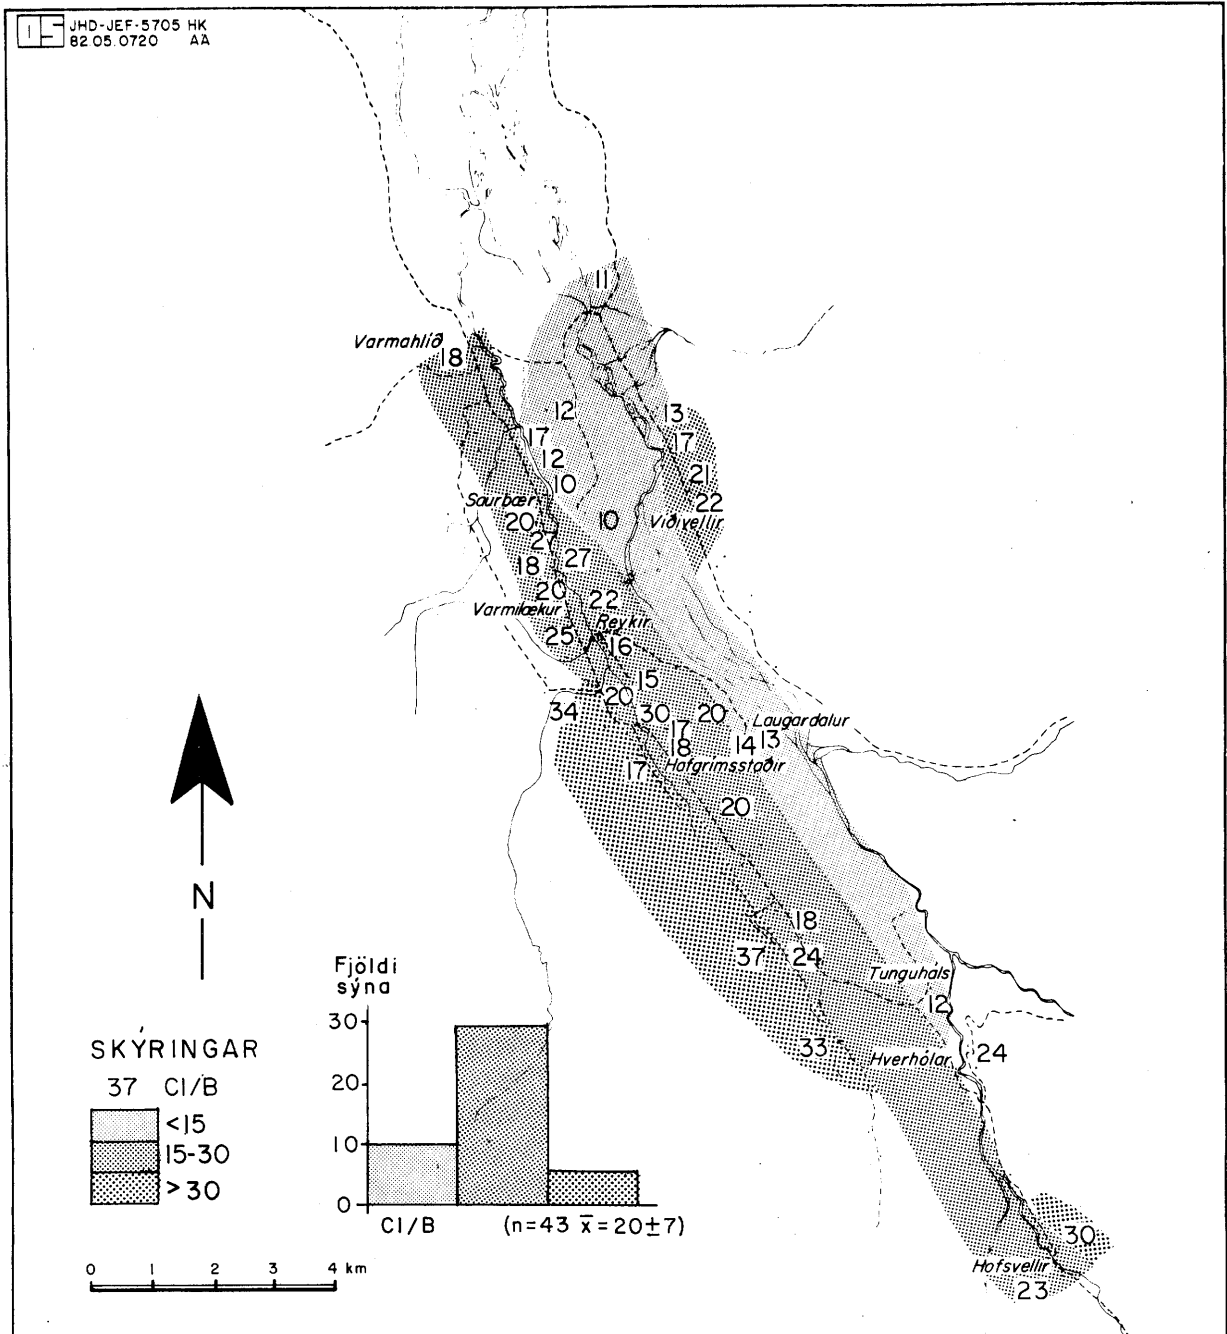 JHD-JEF-5705 HK
82.05.0720 AA
11
Varmahlíð
18
12
13
17
17
12
21
10
22
Saurbær
20
10
Víðivellir
27
27
18
20
22
Varmilækur
Reykir
25
16
15
20
34
30
20
Laugardalur
17
14
13
18
17
Hafgrímsstaðir
20
18
37
24
Tunguháls
12
33
Hverhólar
24
30
Hofsvellir
23
N
SKÝRINGAR
37 Cl/B
<15
15-30
>30
Fjöldi
sýna
30
20
10
0
Cl/B (n=43 x̄=20±7)
0 1 2 3 4 km